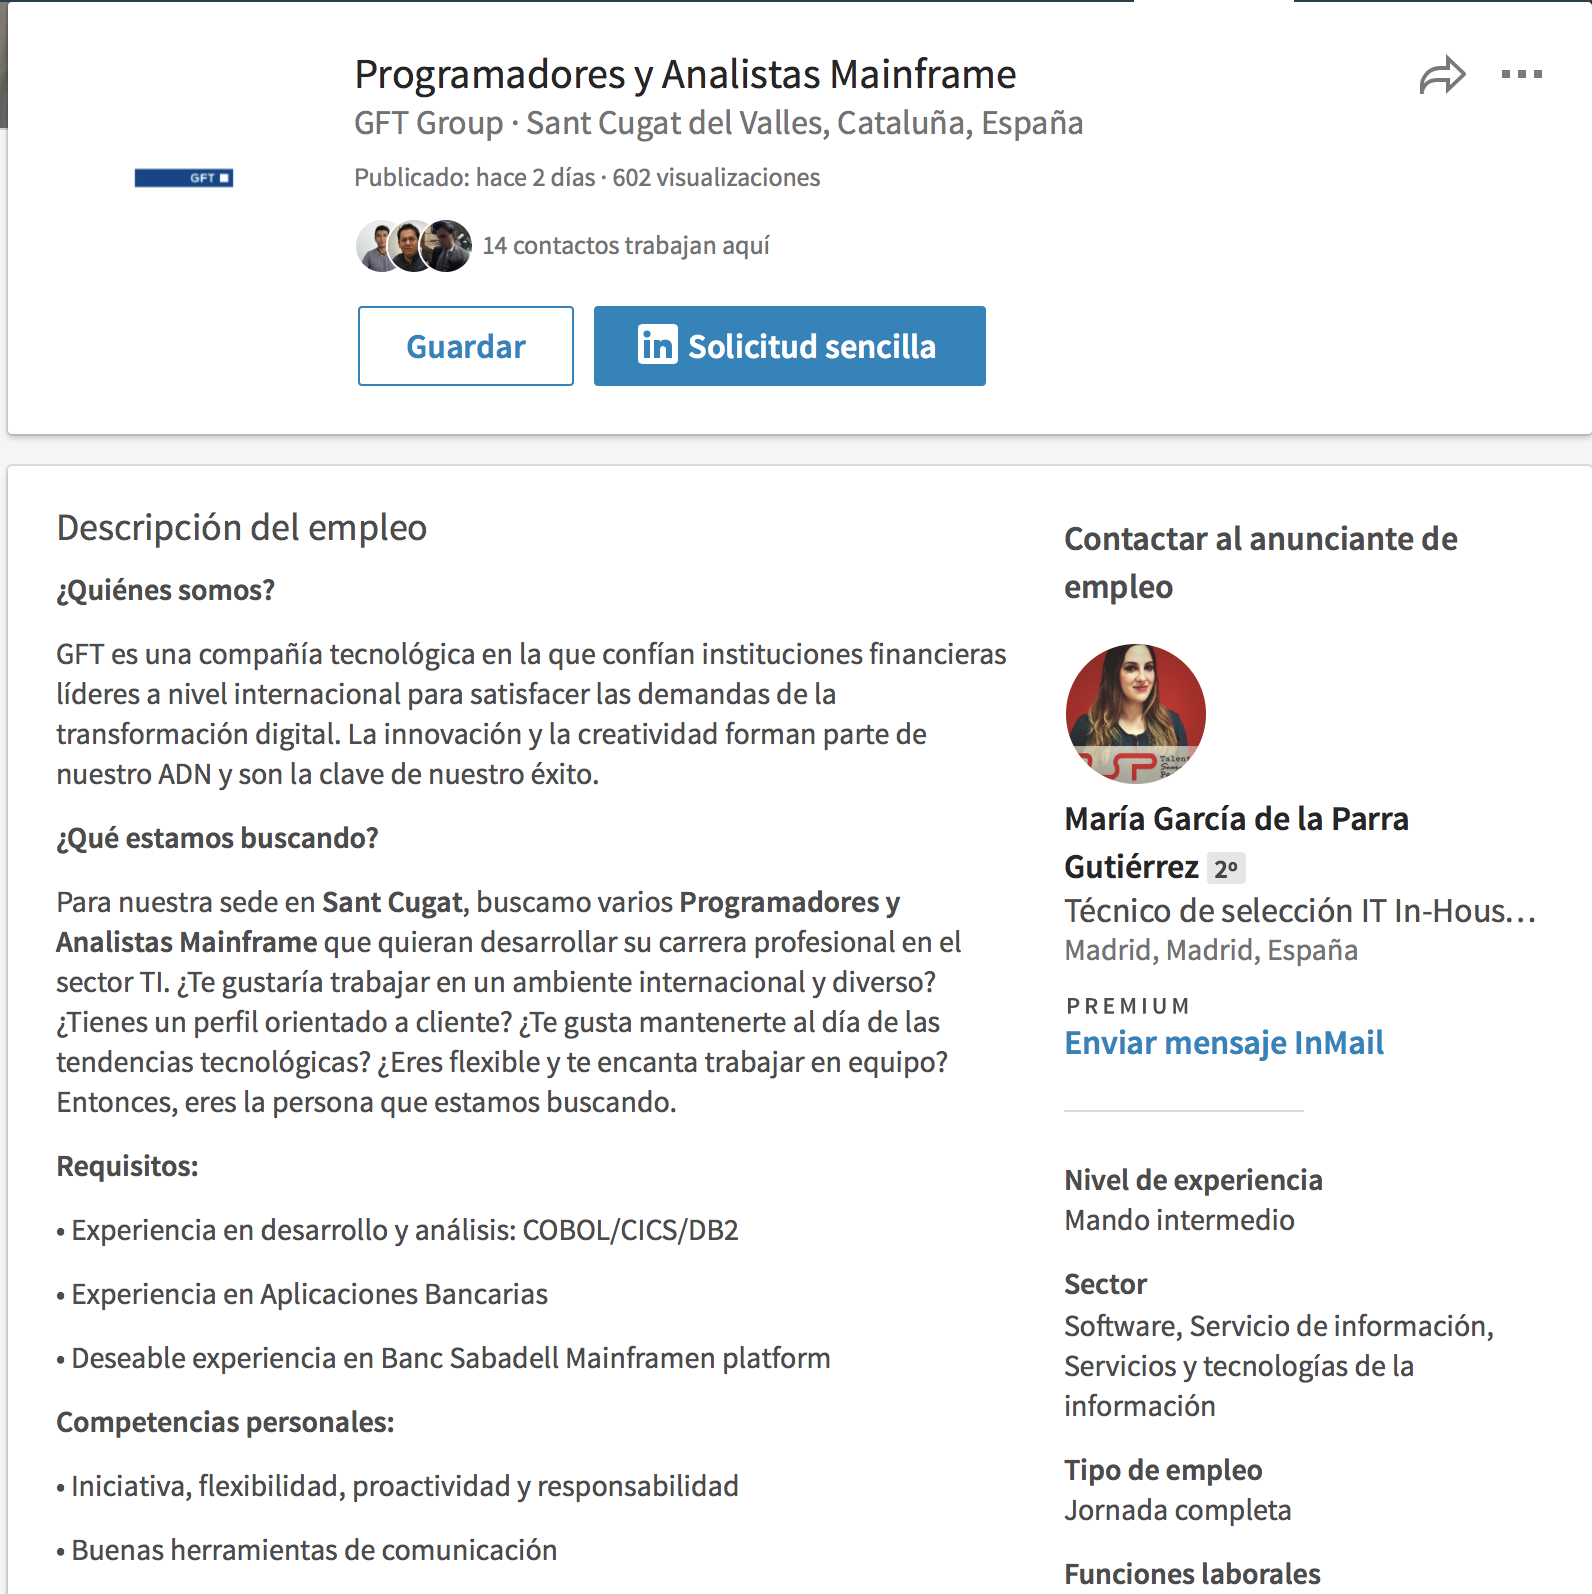 Programadores y Analistas Mainframe
GFT Group · Sant Cugat del Valles, Cataluña, España
GFT
Publicado: hace 2 días · 602 visualizaciones
14 contactos trabajan aquí
Guardar
in Solicitud sencilla
Descripción del empleo
¿Quiénes somos?
GFT es una compañía tecnológica en la que confían instituciones financieras
líderes a nivel internacional para satisfacer las demandas de la
transformación digital. La innovación y la creatividad forman parte de
nuestro ADN y son la clave de nuestro éxito.
¿Qué estamos buscando?
Para nuestra sede en Sant Cugat, buscamo varios Programadores y
Analistas Mainframe que quieran desarrollar su carrera profesional en el
sector TI. ¿Te gustaría trabajar en un ambiente internacional y diverso?
¿Tienes un perfil orientado a cliente? ¿Te gusta mantenerte al día de las
tendencias tecnológicas? ¿Eres flexible y te encanta trabajar en equipo?
Entonces, eres la persona que estamos buscando.
Requisitos:
• Experiencia en desarrollo y análisis: COBOL/CICS/DB2
• Experiencia en Aplicaciones Bancarias
• Deseable experiencia en Banc Sabadell Mainframen platform
Competencias personales:
• Iniciativa, flexibilidad, proactividad y responsabilidad
• Buenas herramientas de comunicación
Contactar al anunciante de
empleo
SP
Talent
María García de la Parra
Gutiérrez 2º
Técnico de selección IT In-Hous…
Madrid, Madrid, España
PREMIUM
Enviar mensaje InMail
Nivel de experiencia
Mando intermedio
Sector
Software, Servicio de información,
Servicios y tecnologías de la
información
Tipo de empleo
Jornada completa
Funciones laborales